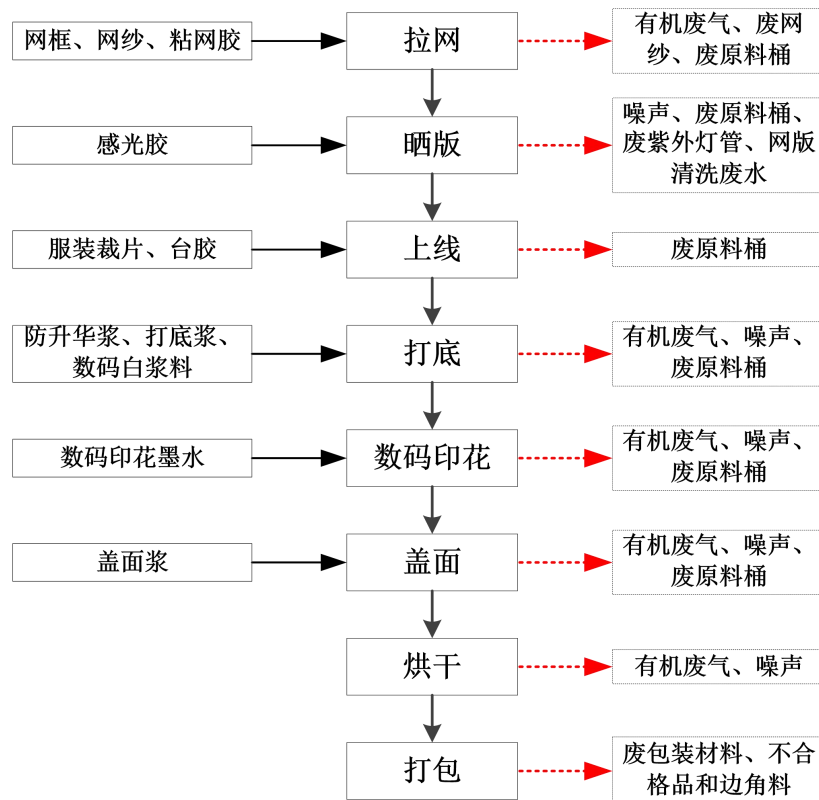 网框、网纱、粘网胶
拉网
有机废气、废网
纱、废原料桶
感光胶
晒版
噪声、废原料桶、
废紫外灯管、网版
清洗废水
服装裁片、台胶
上线
废原料桶
防升华浆、打底浆、
数码白浆料
打底
有机废气、噪声、
废原料桶
数码印花墨水
数码印花
有机废气、噪声、
废原料桶
盖面浆
盖面
有机废气、噪声、
废原料桶
烘干
有机废气、噪声
打包
废包装材料、不合
格品和边角料